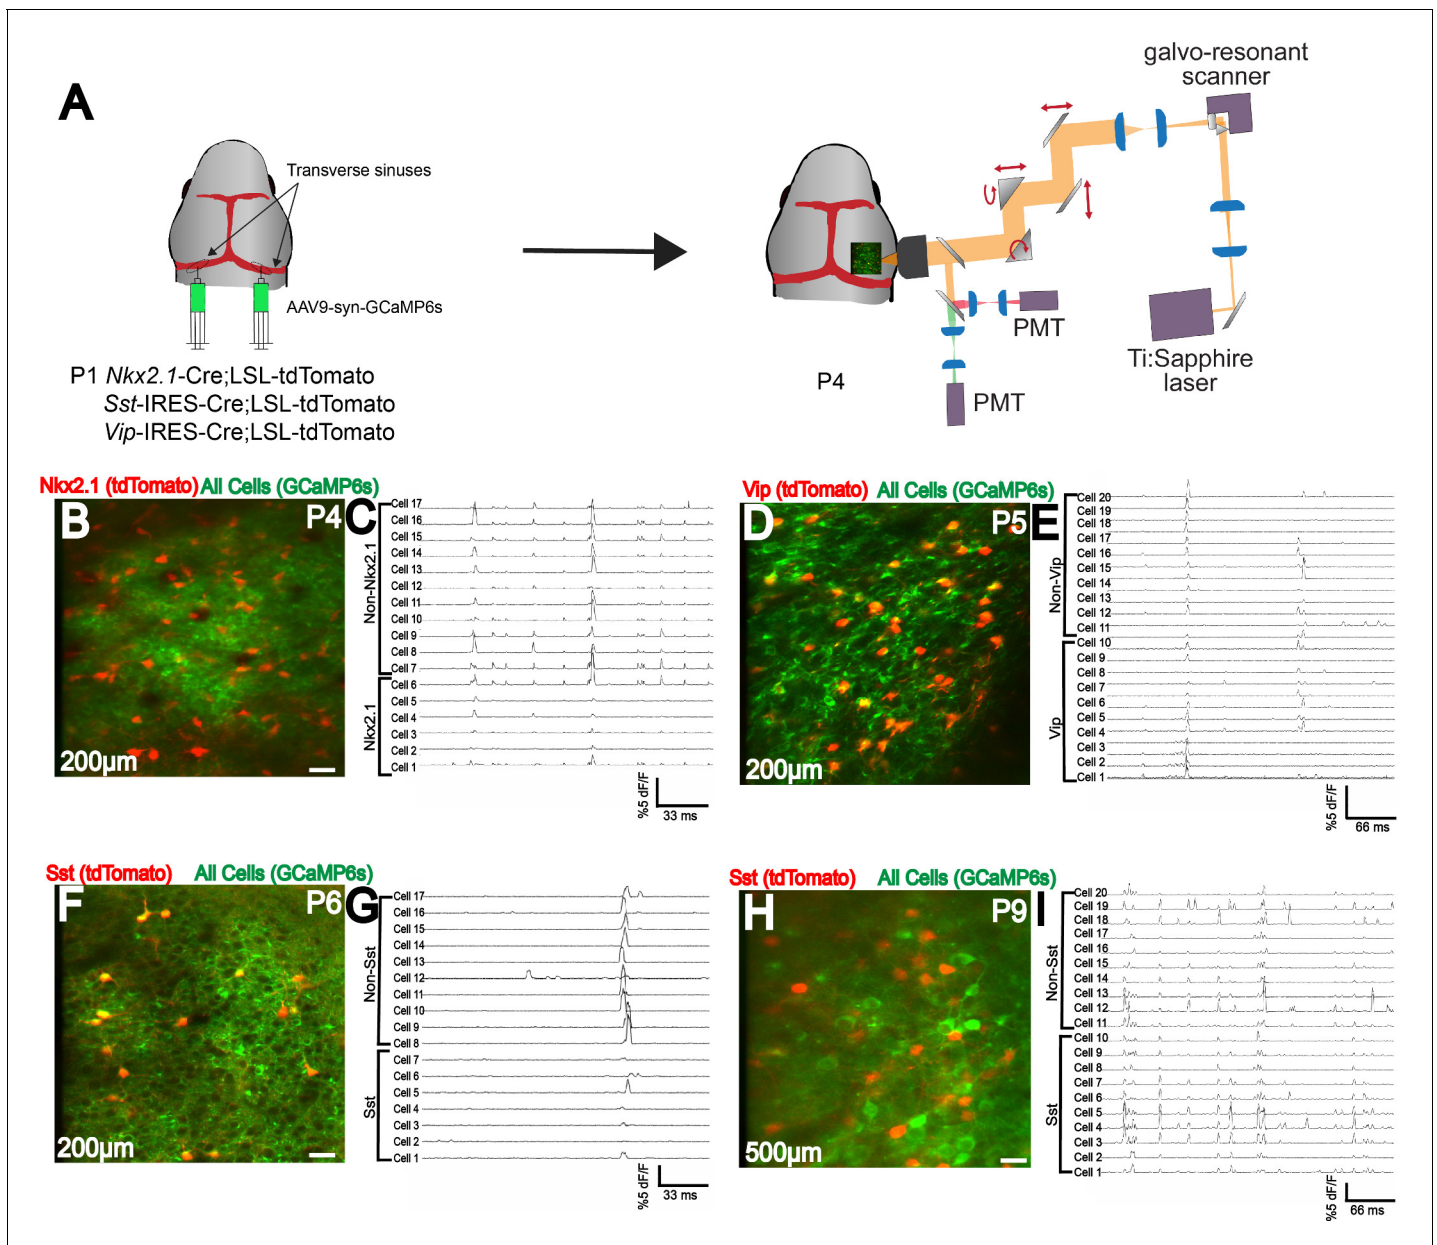 A
galvo-resonant
scanner
Transverse sinuses
AAV9-syn-GCaMP6s
PMT
PMT
Ti:Sapphire
laser
P4
P1 Nkx2.1-Cre;LSL-tdTomato
Sst-IRES-Cre;LSL-tdTomato
Vip-IRES-Cre;LSL-tdTomato
Nkx2.1 (tdTomato) All Cells (GCaMP6s)
B
P4
200µm
C
Non-Nkx2.1
Nkx2.1
Cell 17
Cell 16
Cell 15
Cell 14
Cell 13
Cell 12
Cell 11
Cell 10
Cell 9
Cell 8
Cell 7
Cell 6
Cell 5
Cell 4
Cell 3
Cell 2
Cell 1
%5 dF/F
33 ms
Vip (tdTomato) All Cells (GCaMP6s)
D
P5
200µm
E
Non-Vip
Vip
Cell 20
Cell 19
Cell 18
Cell 17
Cell 16
Cell 15
Cell 14
Cell 13
Cell 12
Cell 11
Cell 10
Cell 9
Cell 8
Cell 7
Cell 6
Cell 5
Cell 4
Cell 3
Cell 2
Cell 1
%5 dF/F
66 ms
Sst (tdTomato) All Cells (GCaMP6s)
F
P6
200µm
G
Non-Sst
Sst
Cell 17
Cell 16
Cell 15
Cell 14
Cell 13
Cell 12
Cell 11
Cell 10
Cell 9
Cell 8
Cell 7
Cell 6
Cell 5
Cell 4
Cell 3
Cell 2
Cell 1
%5 dF/F
33 ms
Sst (tdTomato) All Cells (GCaMP6s)
H
P9
500µm
I
Non-Sst
Sst
Cell 20
Cell 19
Cell 18
Cell 17
Cell 16
Cell 15
Cell 14
Cell 13
Cell 12
Cell 11
Cell 10
Cell 9
Cell 8
Cell 7
Cell 6
Cell 5
Cell 4
Cell 3
Cell 2
Cell 1
%5 dF/F
66 ms